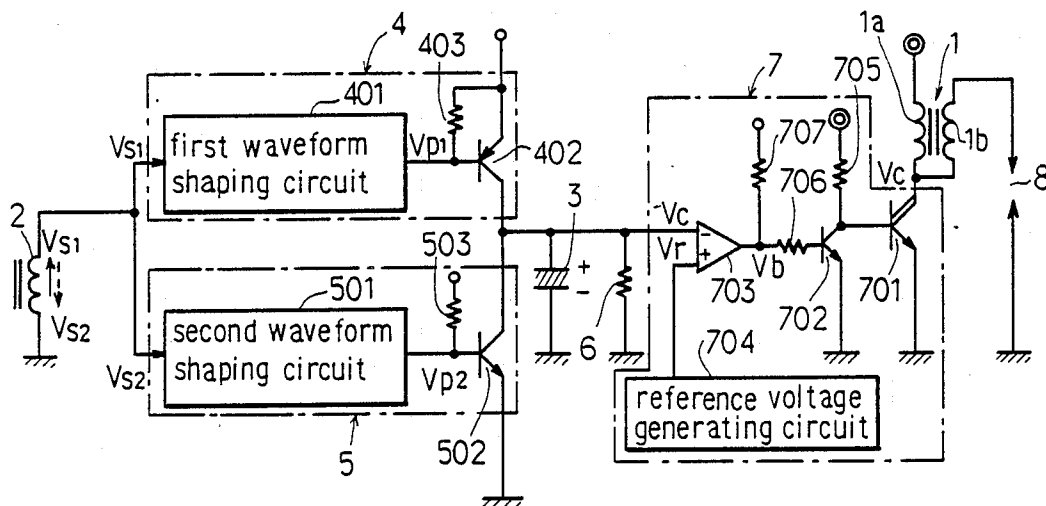 4
403
401
Vs1
first waveform
shaping circuit
Vp1
402
2
Vs1
Vs2
503
501
Vs2
second waveform
shaping circuit
Vp2
502
5
3
+
-
6
7
Vc
Vr
-
+
703
704
reference voltage
generating circuit
707
Vb
706
705
702
701
1a
1
1b
Vc
8